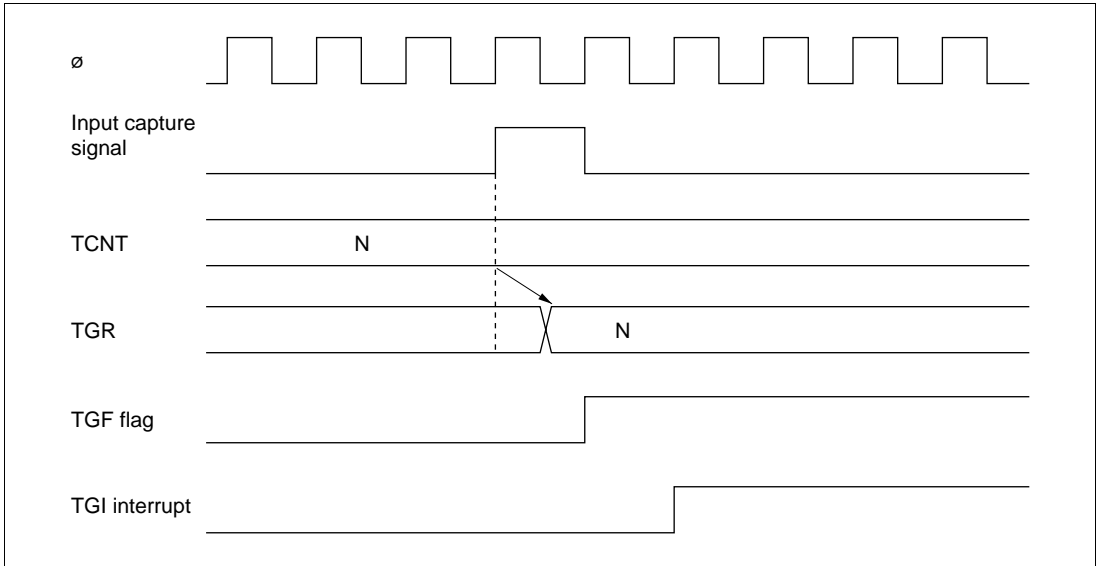 ø
Input capture
signal
TCNT
N
TGR
N
TGF flag
TGI interrupt